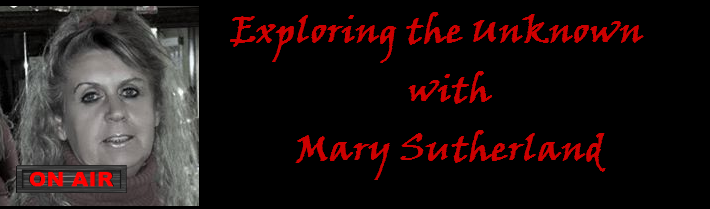 Exploring the Unknown
with
Mary Sutherland
ON AIR